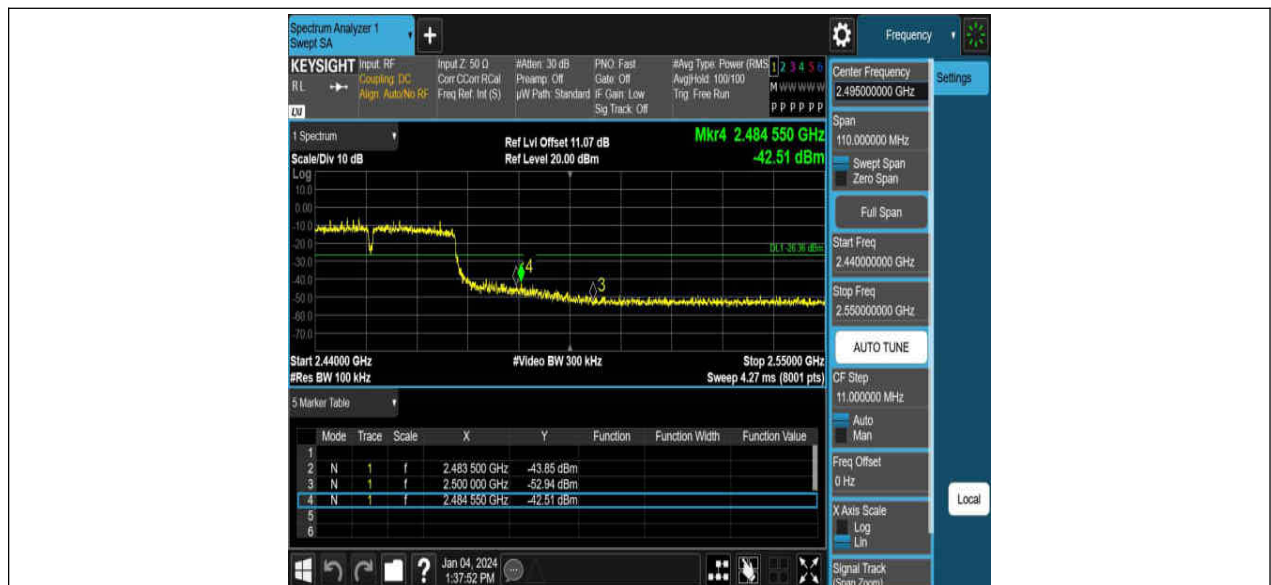 Spectrum Analyzer 1
Swept SA
+
Frequency
KEYSIGHT
RL
LXI
Input: RF
Coupling: DC
Align: Auto/No RF
Input Z: 50 Ω
Corr CCorr RCal
Freq Ref: Int (S)
#Atten: 30 dB
Preamp: Off
µW Path: Standard
PNO: Fast
Gate: Off
IF Gain: Low
Sig Track: Off
#Avg Type: Power (RMS
Avg|Hold: 100/100
Trig: Free Run
1 2 3 4 5 6
M W W W W W
P P P P P P
1 Spectrum
Scale/Div 10 dB
Ref Lvl Offset 11.07 dB
Ref Level 20.00 dBm
Mkr4 2.484 550 GHz
-42.51 dBm
Log
10.0
0.00
-10.0
-20.0
-30.0
-40.0
-50.0
-60.0
-70.0
DL1 -26.36 dBm
4
3
Start 2.44000 GHz
#Res BW 100 kHz
#Video BW 300 kHz
Stop 2.55000 GHz
Sweep 4.27 ms (8001 pts)
5 Marker Table
Mode Trace Scale X Y Function Function Width Function Value
1
2 N 1 f 2.483 500 GHz -43.85 dBm
3 N 1 f 2.500 000 GHz -52.94 dBm
4 N 1 f 2.484 550 GHz -42.51 dBm
5
6
?
Jan 04, 2024
1:37:52 PM
Center Frequency
2.495000000 GHz
Settings
Span
110.000000 MHz
Swept Span
Zero Span
Full Span
Start Freq
2.440000000 GHz
Stop Freq
2.550000000 GHz
AUTO TUNE
CF Step
11.000000 MHz
Auto
Man
Freq Offset
0 Hz
X Axis Scale
Log
Lin
Local
Signal Track
(Span Zoom)